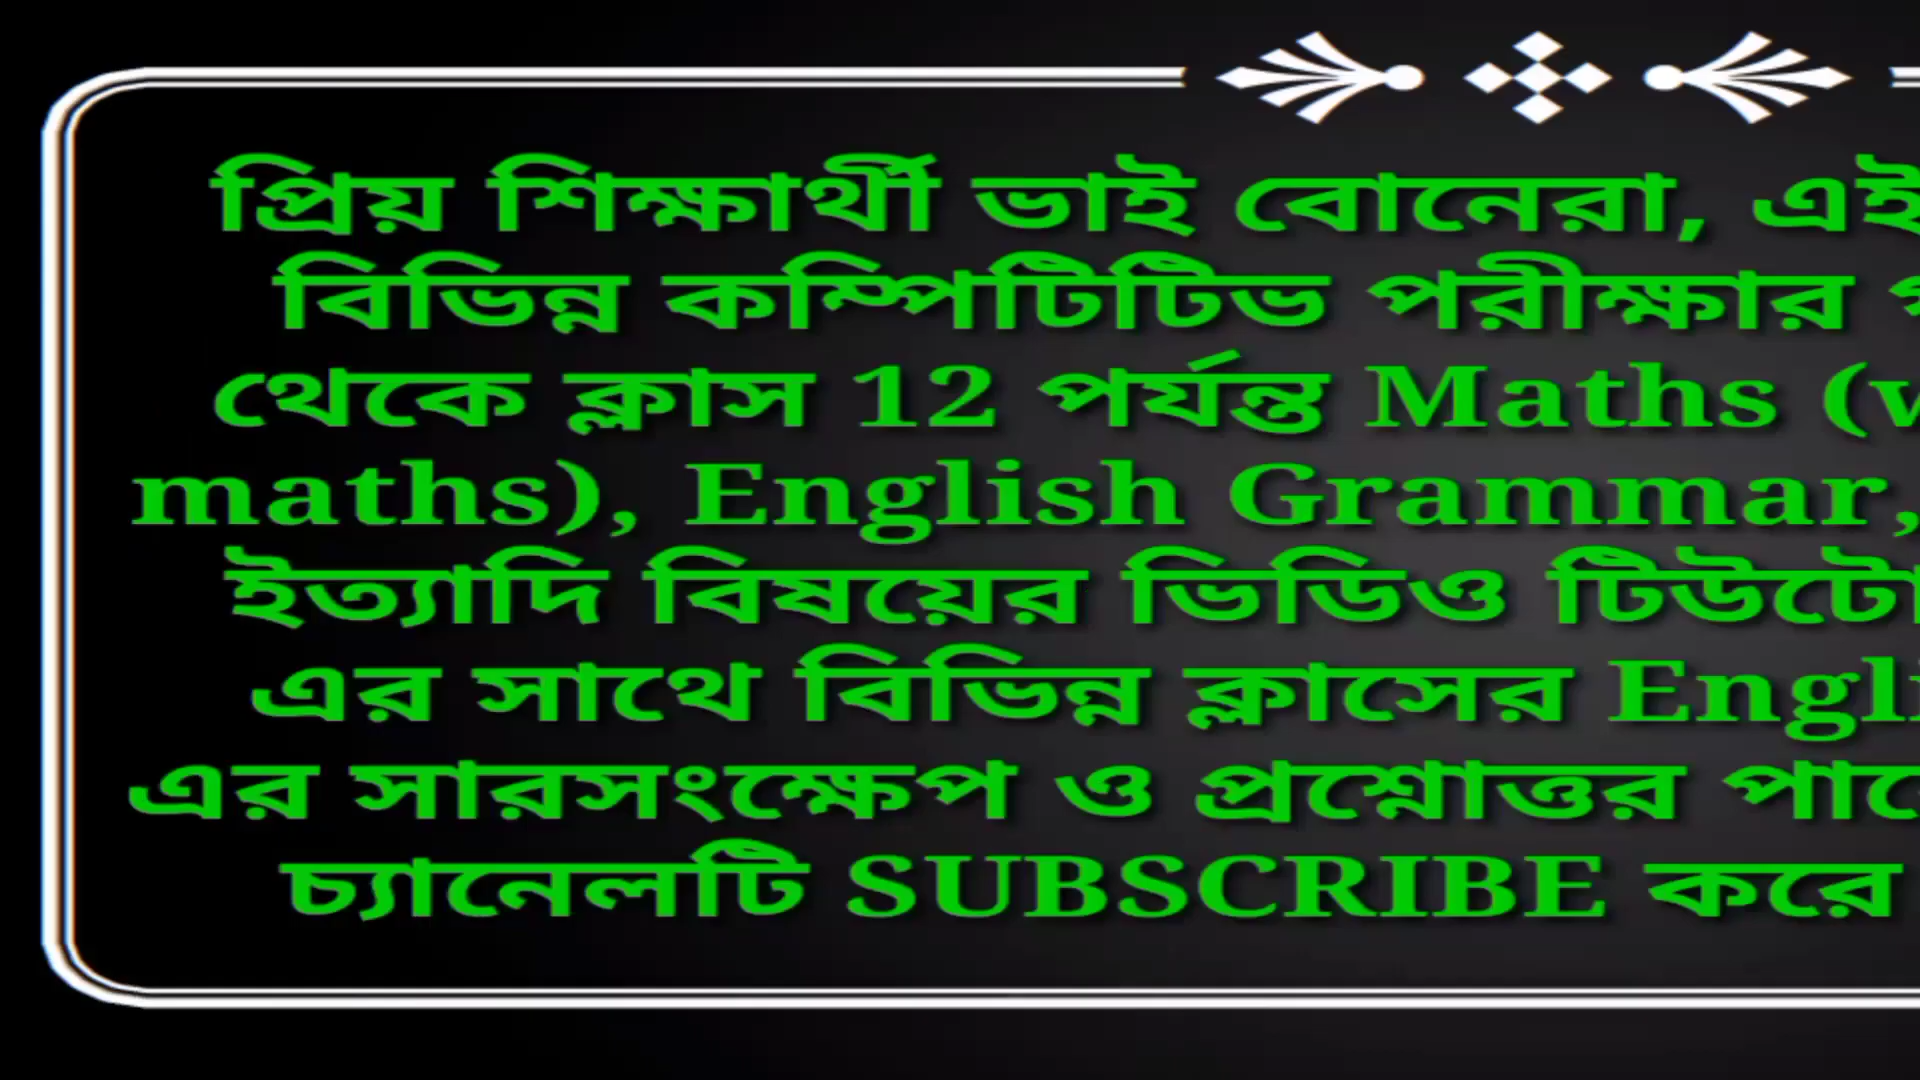 প্রিয় শিক্ষার্থী ভাই বোনেরা, এই
বিভিন্ন কম্পিটিটিভ পরীক্ষার
থেকে ক্লাস 12 পর্যন্ত Maths
maths), English Grammar,
ইত্যাদি বিষয়ের ভিডিও
এর সাথে বিভিন্ন ক্লাসের
এর সারসংক্ষেপ ও প্রশ্নোত্তর
চ্যানেলটি SUBSCRIBE করে